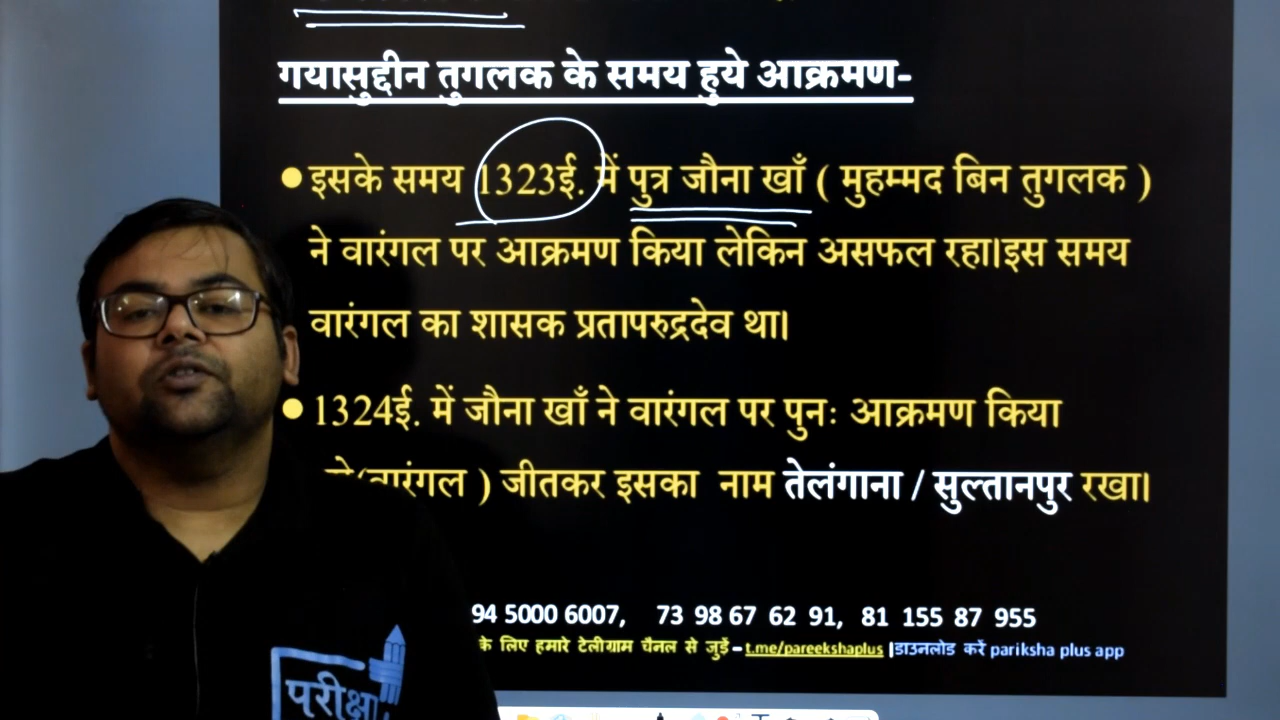 गयासुद्दीन तुगलक के समय हुये आक्रमण-
● इसके समय 1323ई. में पुत्र जौना खाँ ( मुहम्मद बिन तुगलक )
ने वारंगल पर आक्रमण किया लेकिन असफल रहा।इस समय
वारंगल का शासक प्रतापरुद्रदेव था।
● 1324ई. में जौना खाँ ने वारंगल पर पुनः आक्रमण किया
(वारंगल ) जीतकर इसका नाम तेलंगाना / सुल्तानपुर रखा।
94 5000 6007, 73 98 67 62 91, 81 155 87 955
के लिए हमारे टेलीग्राम चैनल से जुड़ें – t.me/pareekshaplus |डाउनलोड करें pariksha plus app
परीक्षा